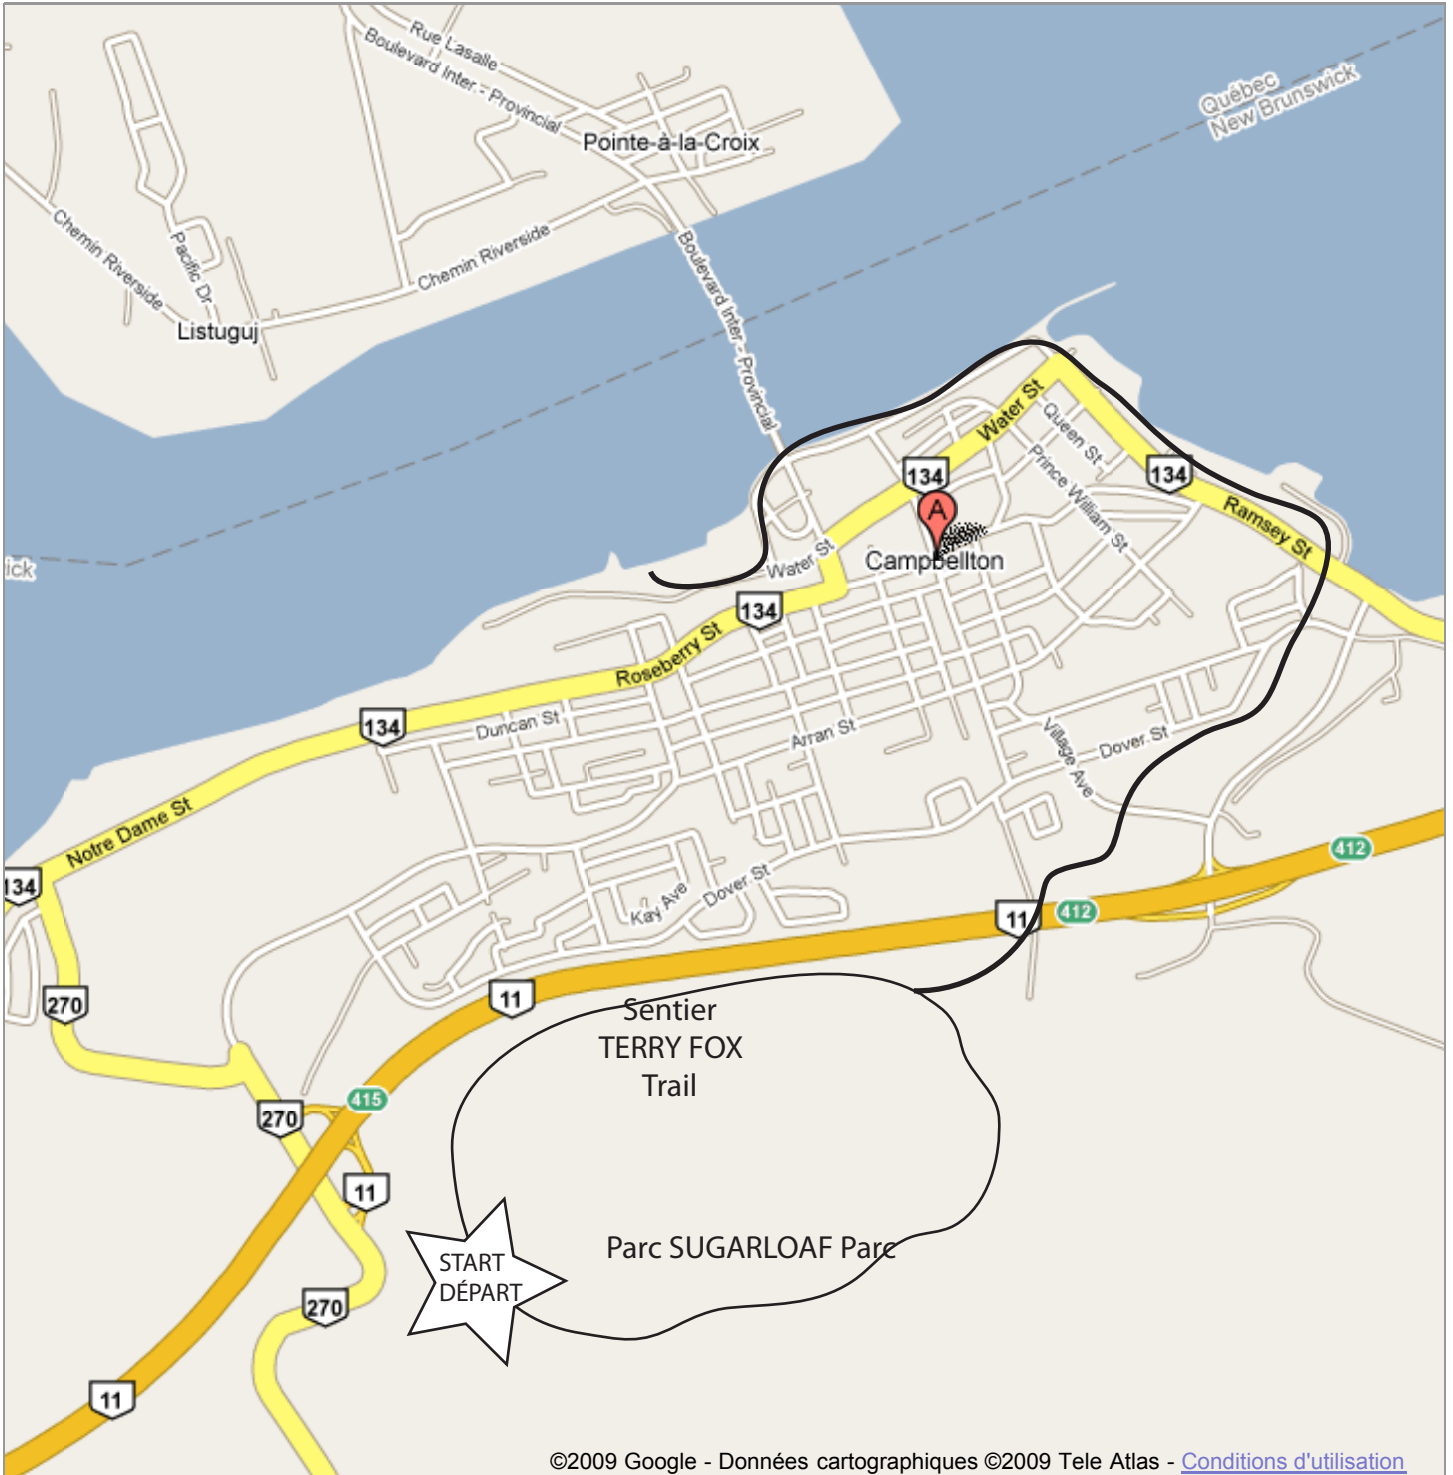 Rue Lasalle
Boulevard Inter - Provincial
Pointe-à-la-Croix
Québec
New Brunswick
Chemin Riverside
Pacific Dr
Chemin Riverside
Listuguj
Boulevard Inter - Provincial
Water St
Queen St
Prince William St
134
134
A
Ramsey St
Campbellton
Water St
ick
134
Roseberry St
134
Duncan St
Arran St
Village Ave
Dover St
Notre Dame St
134
412
Kay Ave
Dover St
11
412
270
11
Sentier
TERRY FOX
Trail
415
270
11
Parc SUGARLOAF Parc
START
DÉPART
270
11
©2009 Google - Données cartographiques ©2009 Tele Atlas - Conditions d'utilisation